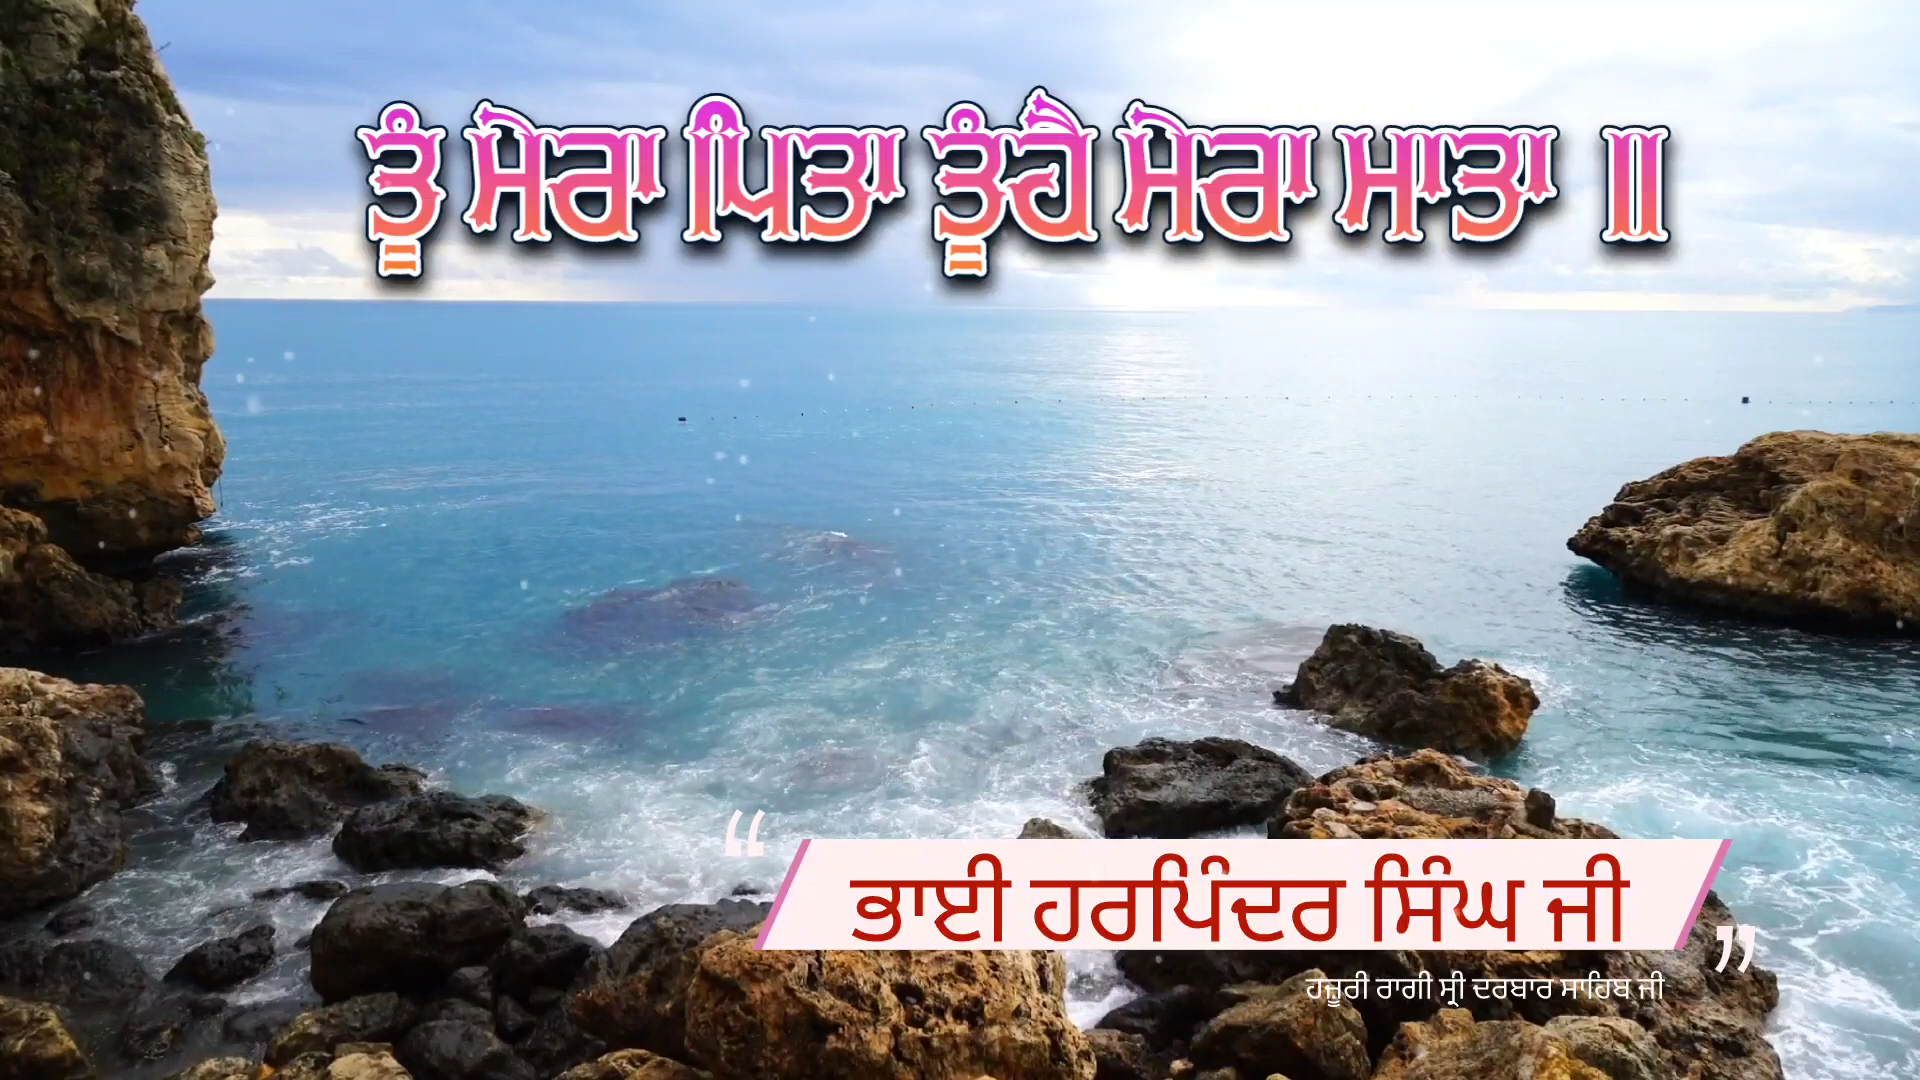 ਤੂੰ ਮੇਰਾ ਪਿਤਾ ਤੂੰਹੈ ਮੇਰਾ ਮਾਤਾ ॥
“ਭਾਈ ਹਰਪਿੰਦਰ ਸਿੰਘ ਜੀ”
ਹਜ਼ੂਰੀ ਰਾਗੀ ਸ੍ਰੀ ਦਰਬਾਰ ਸਾਹਿਬ ਜੀ